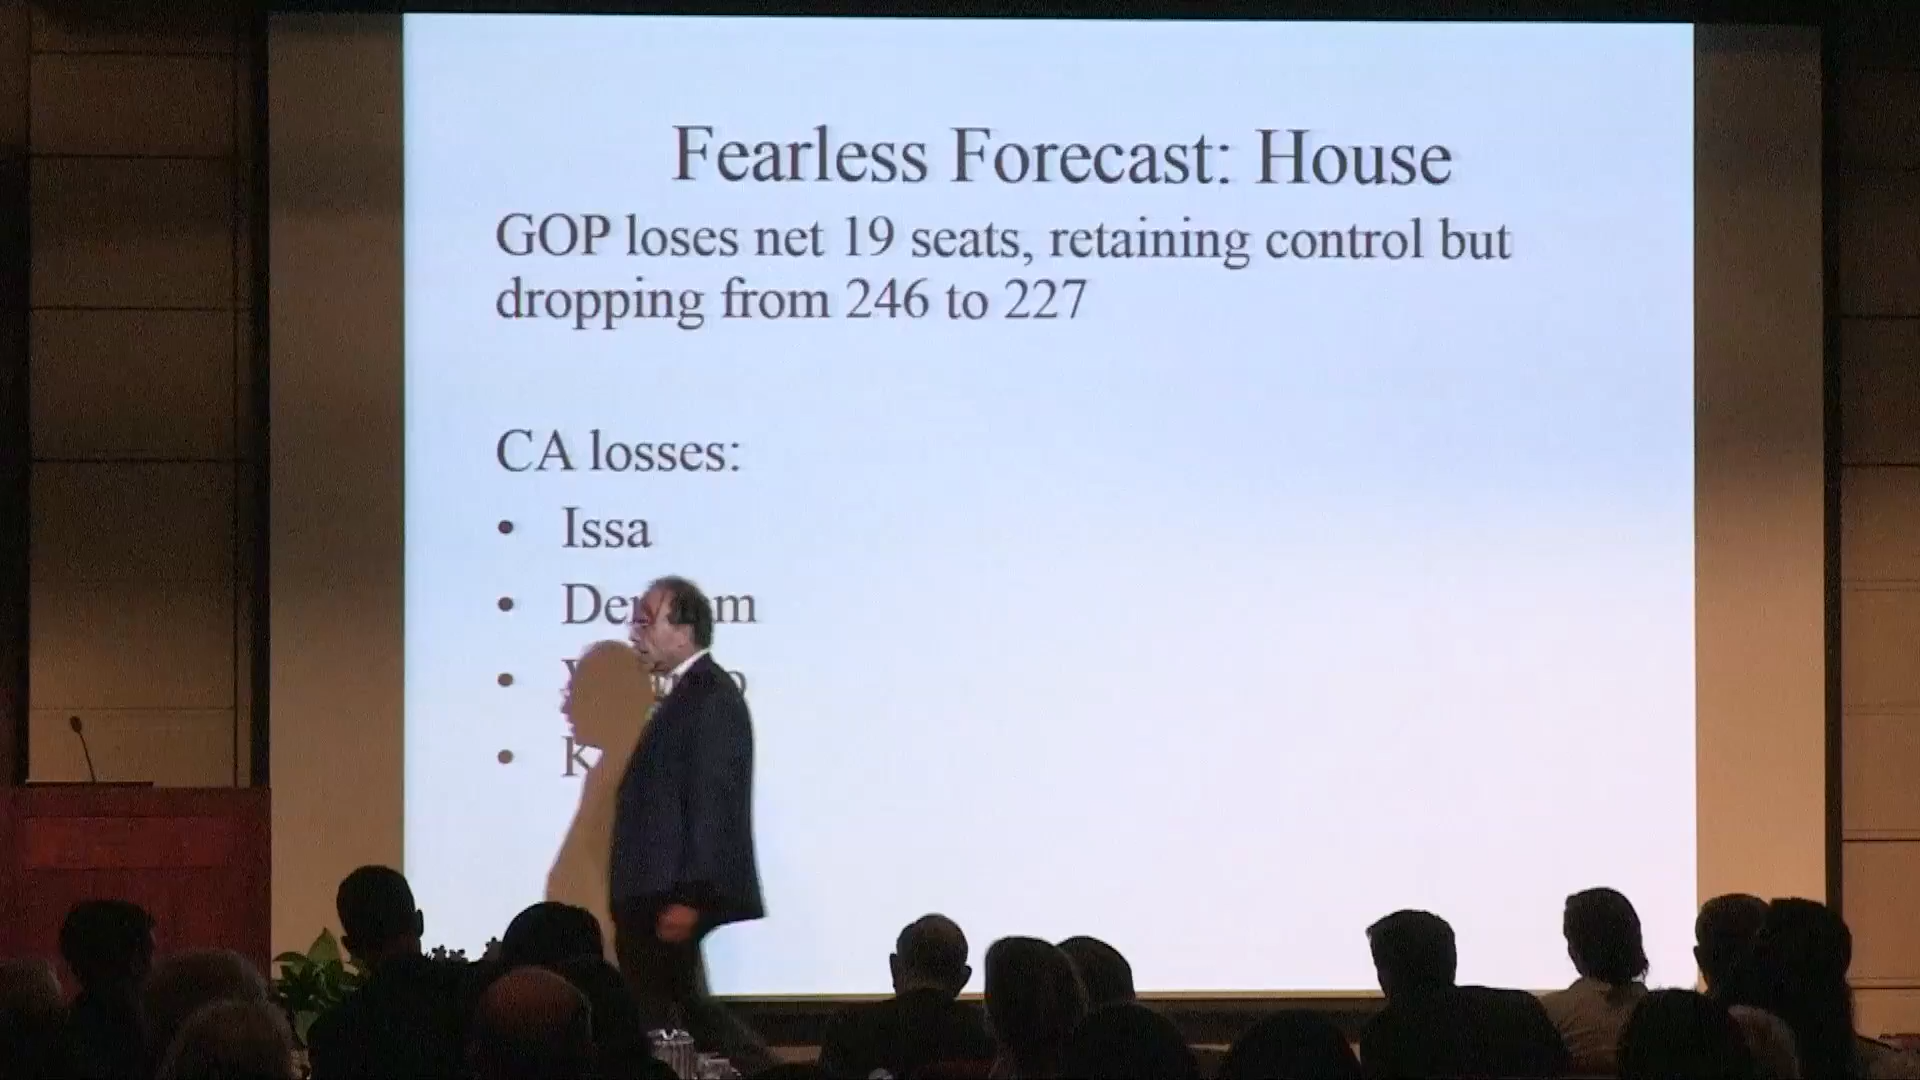 Fearless Forecast: House
GOP loses net 19 seats, retaining control but
dropping from 246 to 227
CA losses:
• Issa
•
•
•